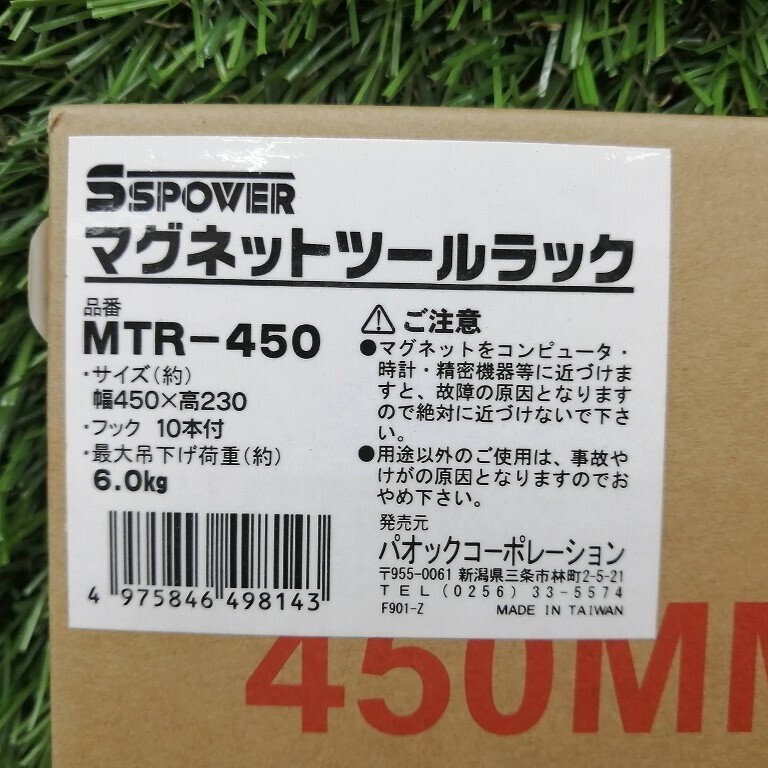 SSPOWER
マグネットツールラック
品番
MTR-450
・サイズ(約)
幅450×高230
・フック 10本付
・最大吊下げ荷重(約)
6.0kg
4 975846 498143
⚠ご注意
●マグネットをコンピュータ・
時計・精密機器等に近づけま
すと、故障の原因となります
ので絶対に近づけないで下さ
い。
●用途以外のご使用は、事故や
けがの原因となりますのでお
やめ下さい。
発売元
パオックコーポレーション
〒955-0061 新潟県三条市林町2-5-21
TEL(0256) 33-5574
F901-Z MADE IN TAIWAN
450MM